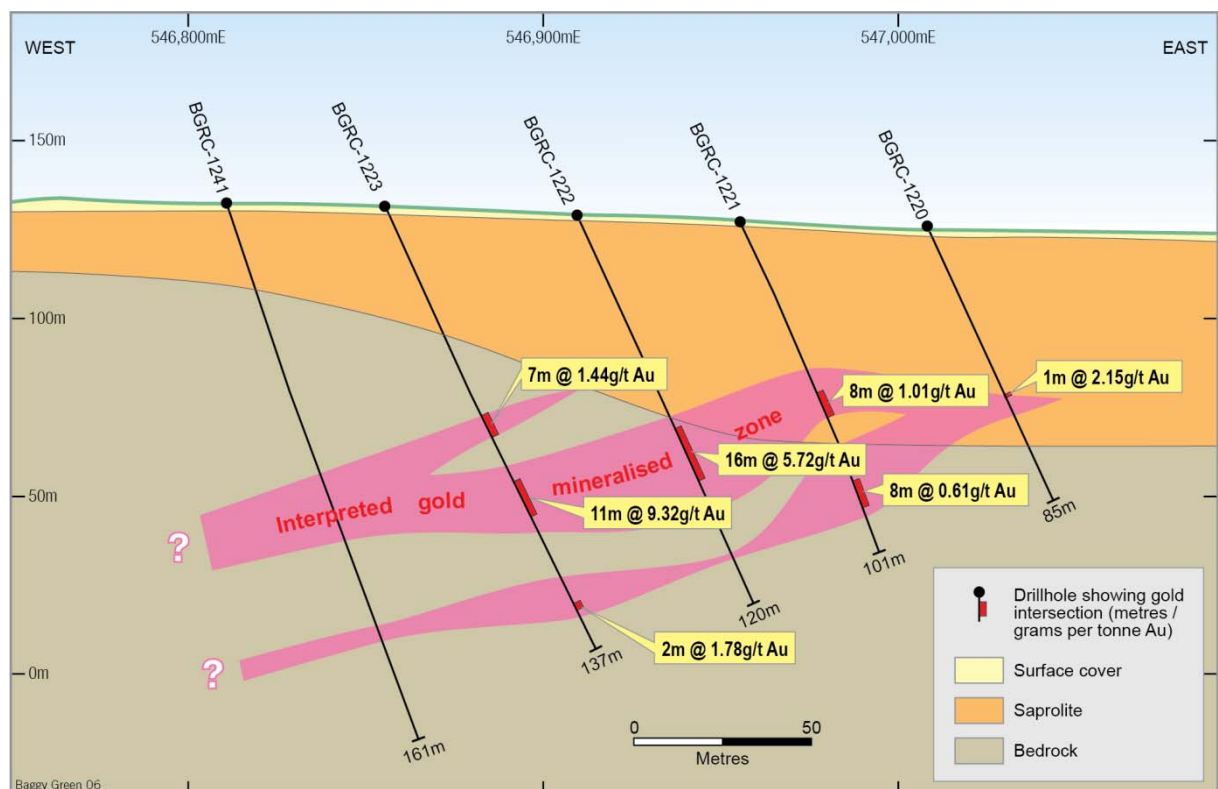 546,800mE
546,900mE
547,000mE
WEST
EAST
150m
100m
50m
0m
BGRC-1241
BGRC-1223
BGRC-1222
BGRC-1221
BGRC-1220
7m @ 1.44g/t Au
8m @ 1.01g/t Au
1m @ 2.15g/t Au
16m @ 5.72g/t Au
11m @ 9.32g/t Au
8m @ 0.61g/t Au
2m @ 1.78g/t Au
Interpreted gold mineralised zone
?
?
85m
101m
120m
137m
161m
0
50
Metres
Drillhole showing gold
intersection (metres /
grams per tonne Au)
Surface cover
Saprolite
Bedrock
Baggy Green 06